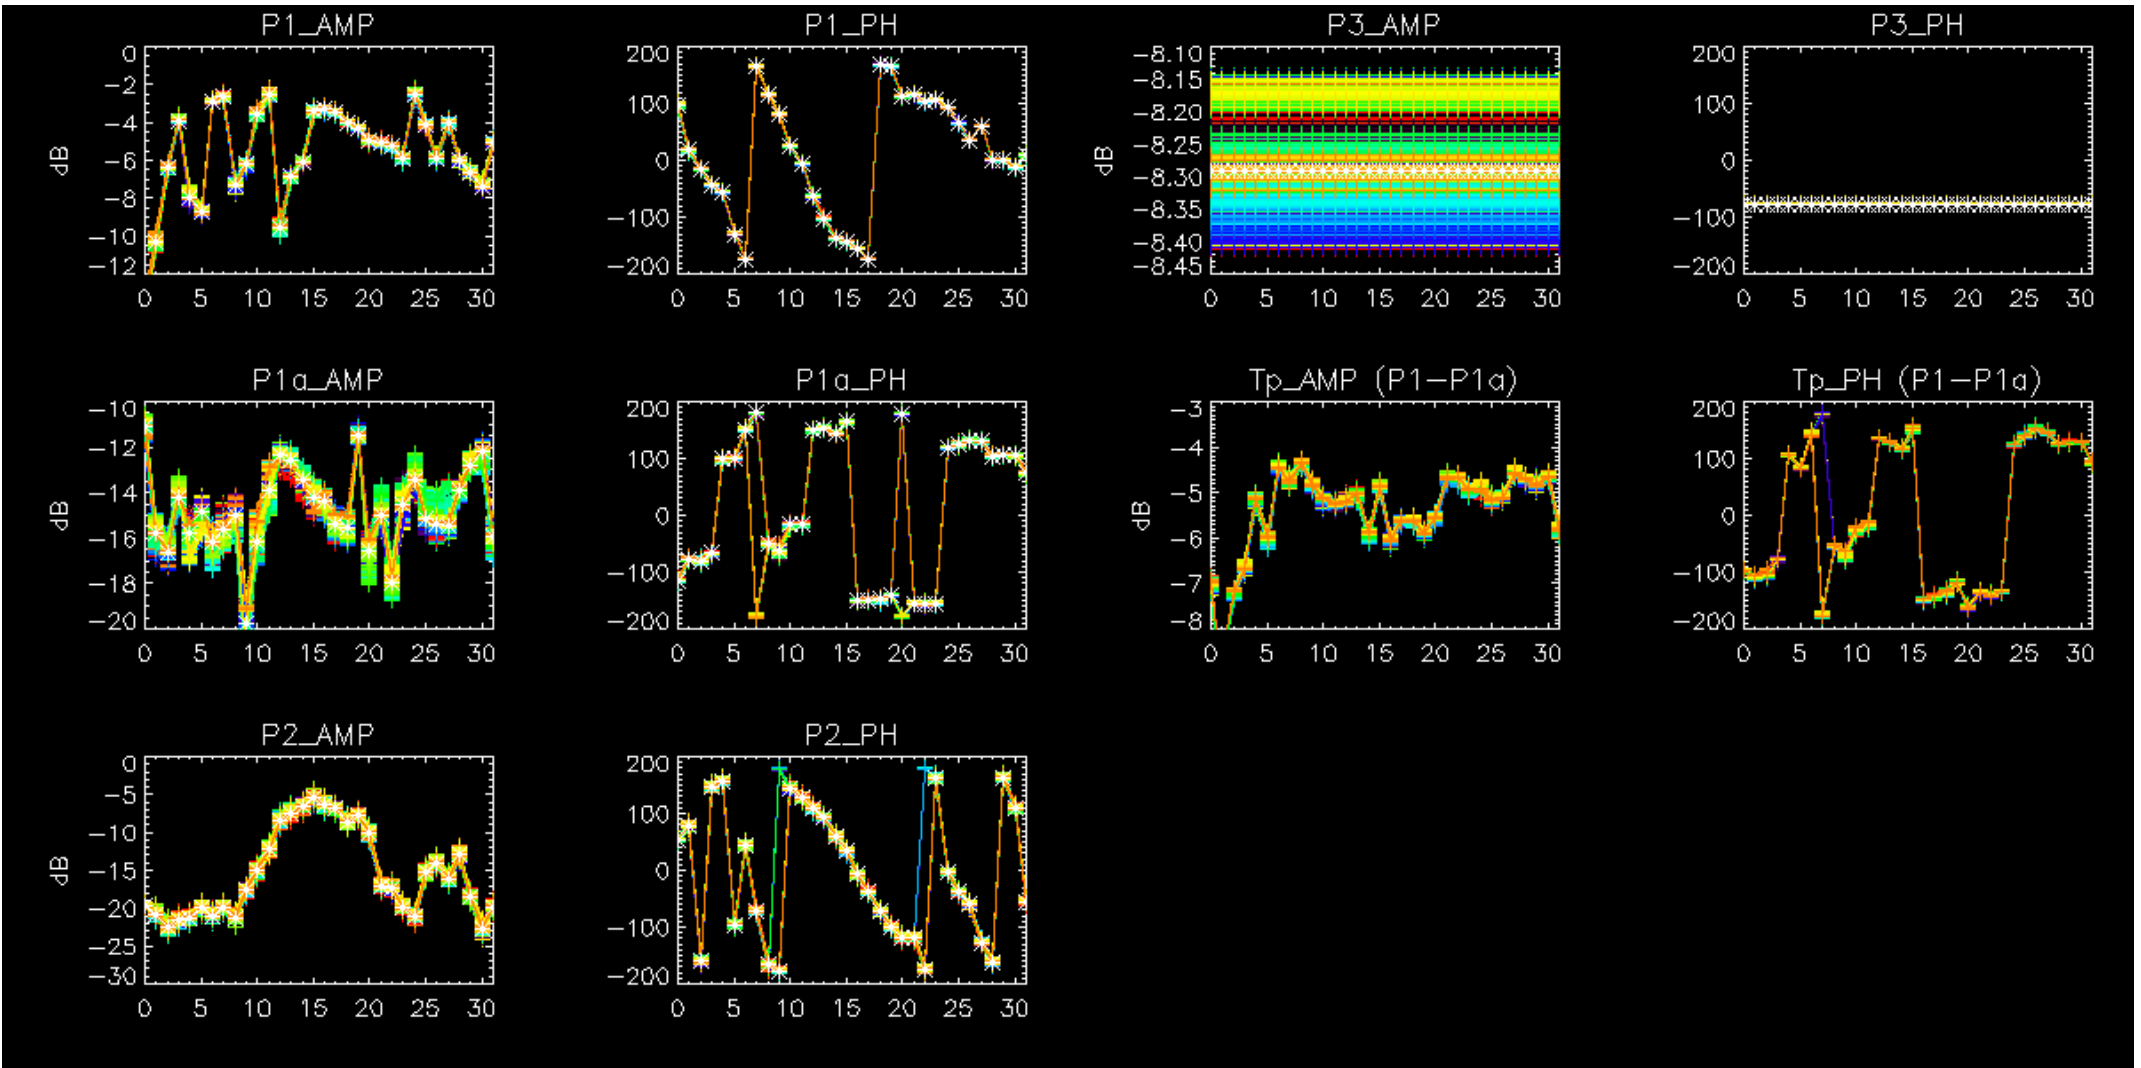 P1_AMP
0
−2
−4
−6
−8
−10
−12
dB
0 5 10 15 20 25 30
P1_PH
200
100
0
−100
−200
0 5 10 15 20 25 30
P3_AMP
−8.10
−8.15
−8.20
−8.25
−8.30
−8.35
−8.40
−8.45
dB
0 5 10 15 20 25 30
P3_PH
200
100
0
−100
−200
0 5 10 15 20 25 30
P1a_AMP
−10
−12
−14
−16
−18
−20
dB
0 5 10 15 20 25 30
P1a_PH
200
100
0
−100
−200
0 5 10 15 20 25 30
Tp_AMP (P1−P1a)
−3
−4
−5
−6
−7
−8
dB
0 5 10 15 20 25 30
Tp_PH (P1−P1a)
200
100
0
−100
−200
0 5 10 15 20 25 30
P2_AMP
0
−5
−10
−15
−20
−25
−30
dB
0 5 10 15 20 25 30
P2_PH
200
100
0
−100
−200
0 5 10 15 20 25 30